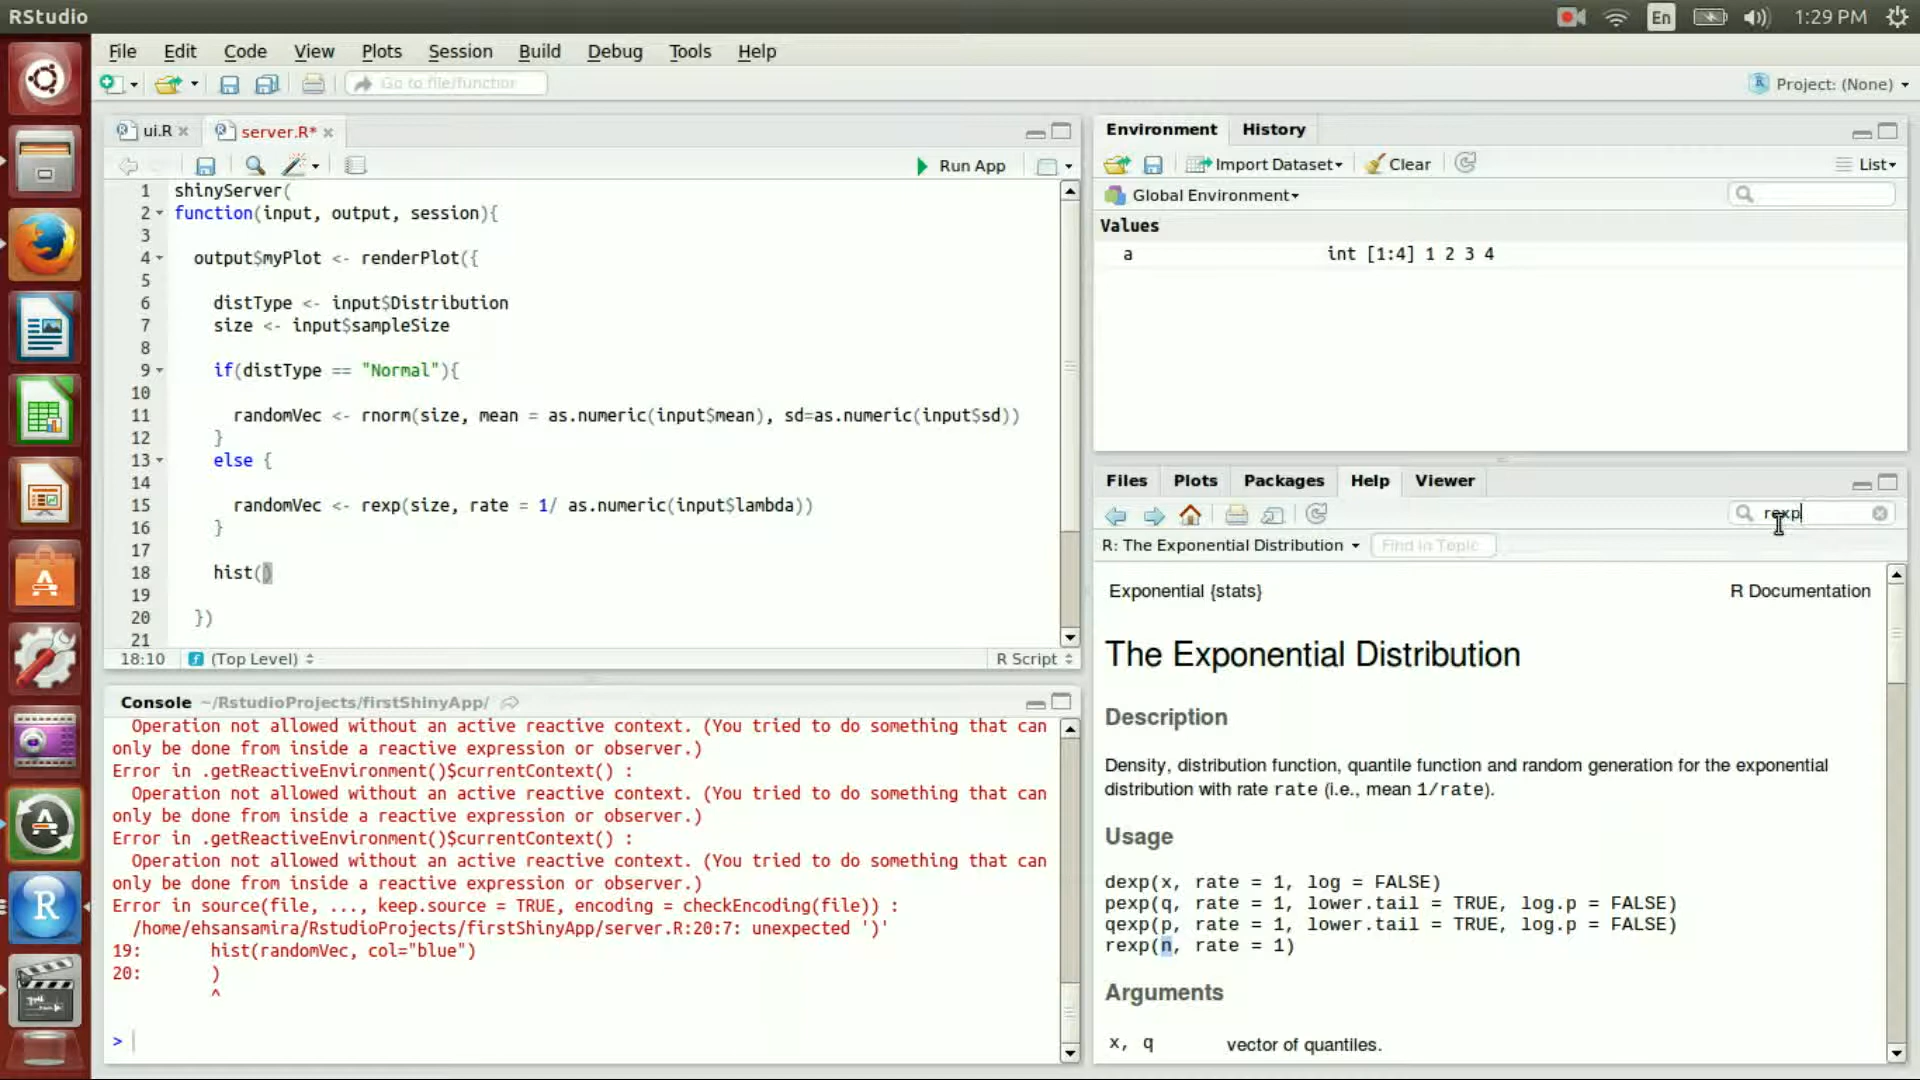 RStudio
En
1:29 PM
File Edit Code View Plots Session Build Debug Tools Help
Go to file/function
Project: (None)
ui.R
server.R*
Run App
1 shinyServer(
2 function(input, output, session){
3
4 output$myPlot <- renderPlot({
5
6 distType <- input$Distribution
7 size <- input$sampleSize
8
9 if(distType == "Normal"){
10
11 randomVec <- rnorm(size, mean = as.numeric(input$mean), sd=as.numeric(input$sd))
12 }
13 else {
14
15 randomVec <- rexp(size, rate = 1/ as.numeric(input$lambda))
16 }
17
18 hist()
19
20 })
21
18:10 (Top Level) R Script
Console ~/RstudioProjects/firstShinyApp/
Operation not allowed without an active reactive context. (You tried to do something that can
only be done from inside a reactive expression or observer.)
Error in .getReactiveEnvironment()$currentContext() :
Operation not allowed without an active reactive context. (You tried to do something that can
only be done from inside a reactive expression or observer.)
Error in .getReactiveEnvironment()$currentContext() :
Operation not allowed without an active reactive context. (You tried to do something that can
only be done from inside a reactive expression or observer.)
Error in source(file, ..., keep.source = TRUE, encoding = checkEncoding(file)) :
/home/ehsansamira/RstudioProjects/firstShinyApp/server.R:20:7: unexpected ')'
19: hist(randomVec, col="blue")
20: )
^
>
Environment History
Import Dataset Clear List
Global Environment
Values
a int [1:4] 1 2 3 4
Files Plots Packages Help Viewer
rexp
R: The Exponential Distribution Find in Topic
Exponential {stats} R Documentation
The Exponential Distribution
Description
Density, distribution function, quantile function and random generation for the exponential
distribution with rate rate (i.e., mean 1/rate).
Usage
dexp(x, rate = 1, log = FALSE)
pexp(q, rate = 1, lower.tail = TRUE, log.p = FALSE)
qexp(p, rate = 1, lower.tail = TRUE, log.p = FALSE)
rexp(n, rate = 1)
Arguments
x, q vector of quantiles.